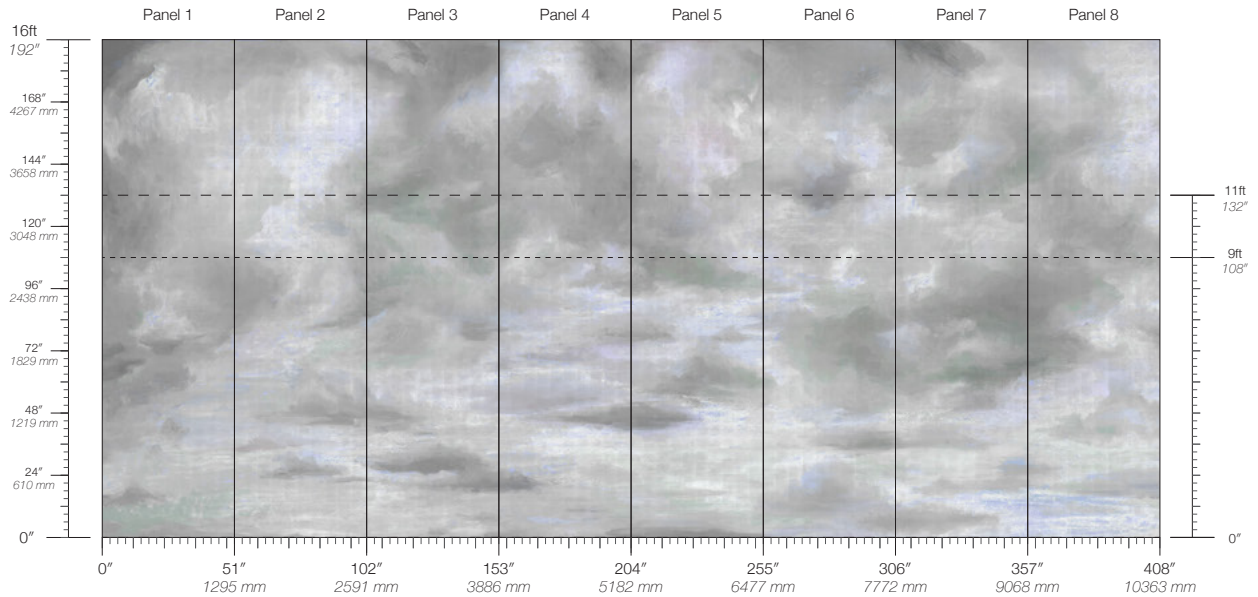 Panel 1 Panel 2 Panel 3 Panel 4 Panel 5 Panel 6 Panel 7 Panel 8
16ft
192″
168″
4267 mm
144″
3658 mm
120″
3048 mm
96″
2438 mm
72″
1829 mm
48″
1219 mm
24″
610 mm
0″
11ft
132″
9ft
108″
0″
0″ 51″ 102″ 153″ 204″ 255″ 306″ 357″ 408″
1295 mm 2591 mm 3886 mm 5182 mm 6477 mm 7772 mm 9068 mm 10363 mm